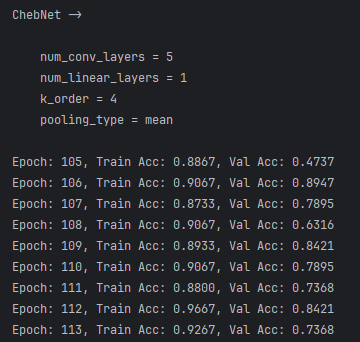 ChebNet ->
num_conv_layers = 5
num_linear_layers = 1
k_order = 4
pooling_type = mean
Epoch: 105, Train Acc: 0.8867, Val Acc: 0.4737
Epoch: 106, Train Acc: 0.9067, Val Acc: 0.8947
Epoch: 107, Train Acc: 0.8733, Val Acc: 0.7895
Epoch: 108, Train Acc: 0.9067, Val Acc: 0.6316
Epoch: 109, Train Acc: 0.8933, Val Acc: 0.8421
Epoch: 110, Train Acc: 0.9067, Val Acc: 0.7895
Epoch: 111, Train Acc: 0.8800, Val Acc: 0.7368
Epoch: 112, Train Acc: 0.9667, Val Acc: 0.8421
Epoch: 113, Train Acc: 0.9267, Val Acc: 0.7368